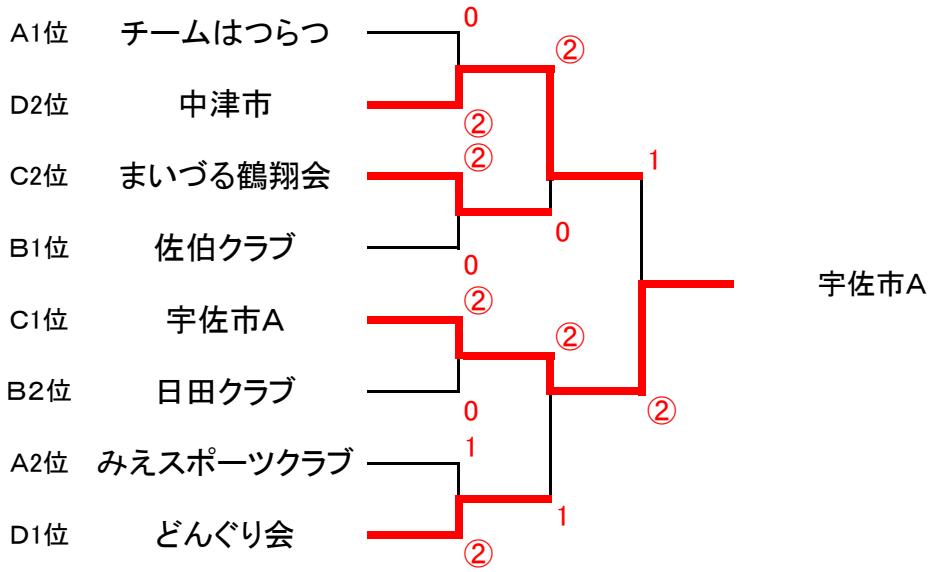 A1位 チームはつらつ 0
②
D2位 中津市 ②
C2位 まいづる鶴翔会 ②
1
B1位 佐伯クラブ 0
0
宇佐市A
C1位 宇佐市A ②
②
B2位 日田クラブ 0
②
A2位 みえスポーツクラブ 1
1
D1位 どんぐり会 ②